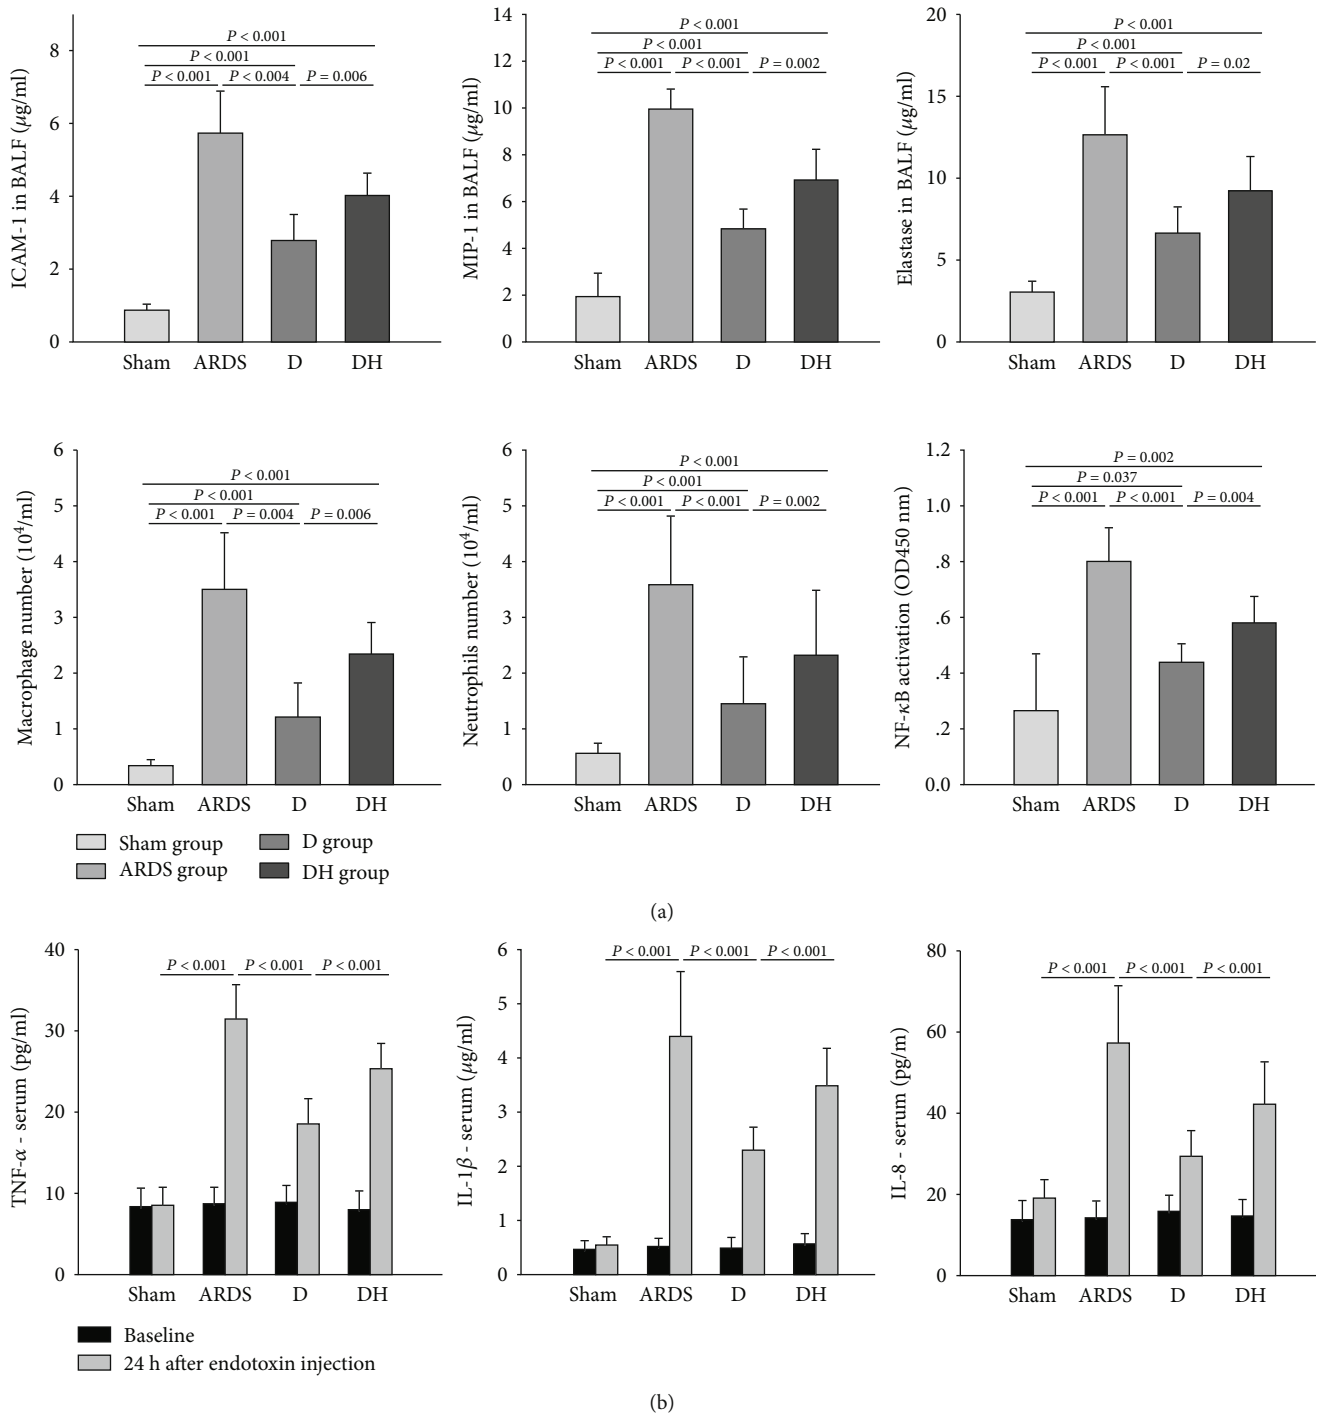 ICAM-1 in BALF (μg/ml)
8
6
4
2
0
P < 0.001
P < 0.001
P < 0.001 P < 0.004 P = 0.006
Sham ARDS D DH
MIP-1 in BALF (μg/ml)
14
12
10
8
6
4
2
0
P < 0.001
P < 0.001
P < 0.001 P < 0.001 P = 0.002
Sham ARDS D DH
Elastase in BALF (μg/ml)
20
15
10
5
0
P < 0.001
P < 0.001
P < 0.001 P < 0.001 P = 0.02
Sham ARDS D DH
Macrophage number (10⁴/ml)
6
5
4
3
2
1
0
P < 0.001
P < 0.001
P < 0.001 P = 0.004 P = 0.006
Sham ARDS D DH
Neutrophils number (10⁴/ml)
6
5
4
3
2
1
0
P < 0.001
P < 0.001
P < 0.001 P < 0.001 P = 0.002
Sham ARDS D DH
NF-κB activation (OD450 nm)
1.2
1.0
.8
.6
.4
.2
0.0
P = 0.002
P = 0.037
P < 0.001 P < 0.001 P = 0.004
Sham ARDS D DH
Sham group D group
ARDS group DH group
(a)
TNF-α - serum (pg/ml)
40
30
20
10
0
P < 0.001 P < 0.001 P < 0.001
Sham ARDS D DH
IL-1β - serum (μg/ml)
6
5
4
3
2
1
0
P < 0.001 P < 0.001 P < 0.001
Sham ARDS D DH
IL-8 - serum (pg/m)
80
60
40
20
0
P < 0.001 P < 0.001 P < 0.001
Sham ARDS D DH
Baseline
24 h after endotoxin injection
(b)